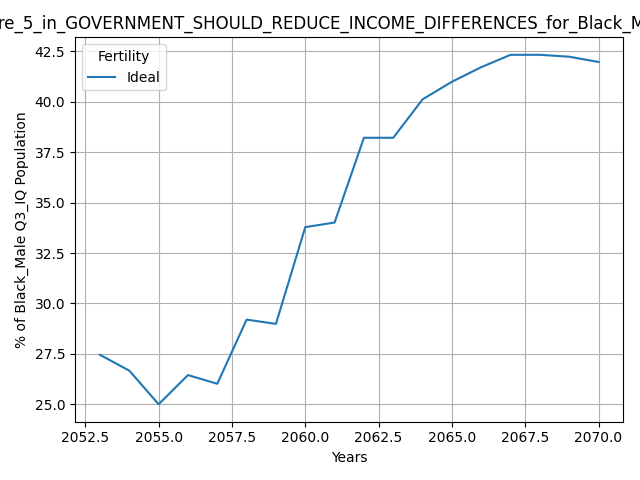 re_5_in_GOVERNMENT_SHOULD_REDUCE_INCOME_DIFFERENCES_for_Black_M
Fertility
Ideal
% of Black_Male Q3_IQ Population
42.5
40.0
37.5
35.0
32.5
30.0
27.5
25.0
2052.5 2055.0 2057.5 2060.0 2062.5 2065.0 2067.5 2070.0
Years